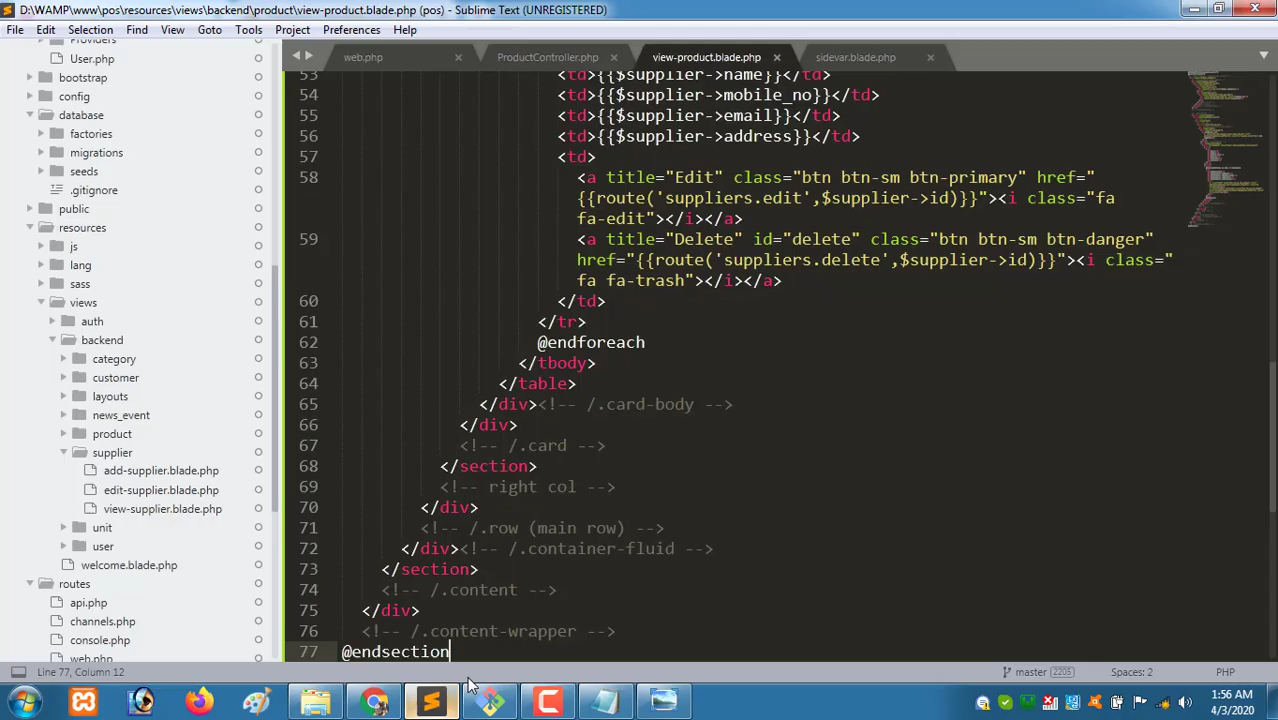 D:\WAMP\www\pos\resources\views\backend\product\view-product.blade.php (pos) - Sublime Text (UNREGISTERED)
File Edit Selection Find View Goto Tools Project Preferences Help
web.php ProductController.php view-product.blade.php sidevar.blade.php
Providers
User.php
bootstrap
config
database
factories
migrations
seeds
.gitignore
public
resources
js
lang
sass
views
auth
backend
category
customer
layouts
news_event
product
supplier
add-supplier.blade.php
edit-supplier.blade.php
view-supplier.blade.php
unit
user
welcome.blade.php
routes
api.php
channels.php
console.php
web.php
53 <td>{{$supplier->name}}</td>
54 <td>{{$supplier->mobile_no}}</td>
55 <td>{{$supplier->email}}</td>
56 <td>{{$supplier->address}}</td>
57 <td>
58 <a title="Edit" class="btn btn-sm btn-primary" href="
{{route('suppliers.edit',$supplier->id)}}"><i class="fa
fa-edit"></i></a>
59 <a title="Delete" id="delete" class="btn btn-sm btn-danger"
href="{{route('suppliers.delete',$supplier->id)}}"><i class="
fa fa-trash"></i></a>
60 </td>
61 </tr>
62 @endforeach
63 </tbody>
64 </table>
65 </div><!-- /.card-body -->
66 </div>
67 <!-- /.card -->
68 </section>
69 <!-- right col -->
70 </div>
71 <!-- /.row (main row) -->
72 </div><!-- /.container-fluid -->
73 </section>
74 <!-- /.content -->
75 </div>
76 <!-- /.content-wrapper -->
77 @endsection
Line 77, Column 12 master 2205 Spaces: 2 PHP
1:56 AM
4/3/2020